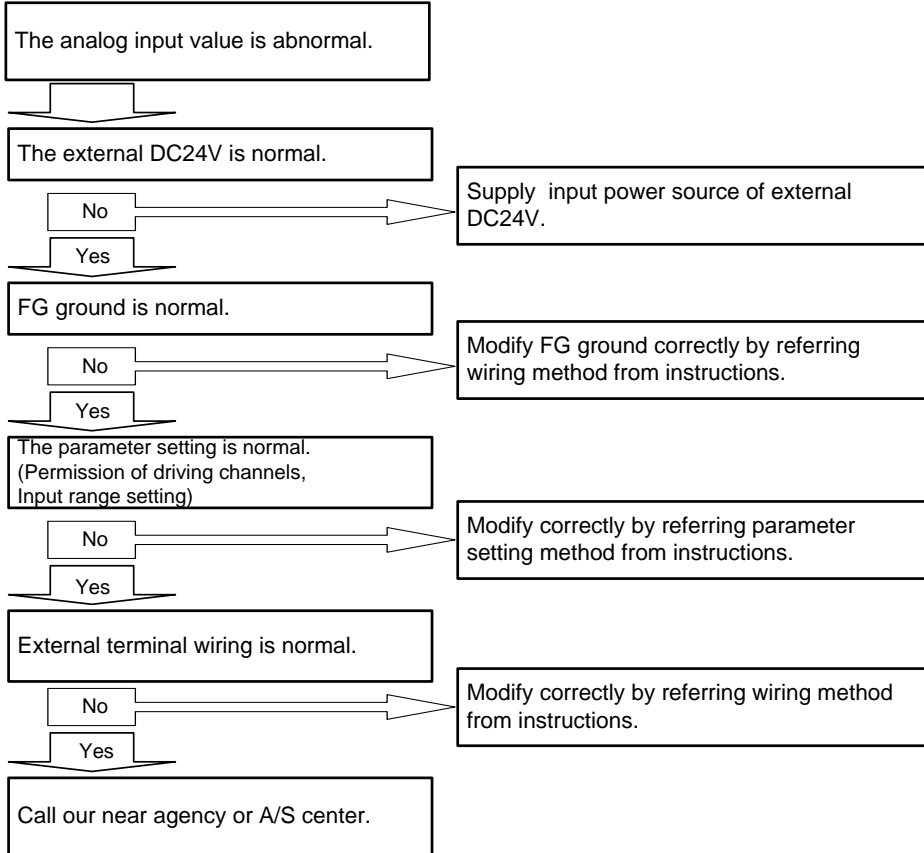 The analog input value is abnormal.
The external DC24V is normal.
No
Supply input power source of external
DC24V.
Yes
FG ground is normal.
No
Modify FG ground correctly by referring
wiring method from instructions.
Yes
The parameter setting is normal.
(Permission of driving channels,
Input range setting)
No
Modify correctly by referring parameter
setting method from instructions.
Yes
External terminal wiring is normal.
No
Modify correctly by referring wiring method
from instructions.
Yes
Call our near agency or A/S center.